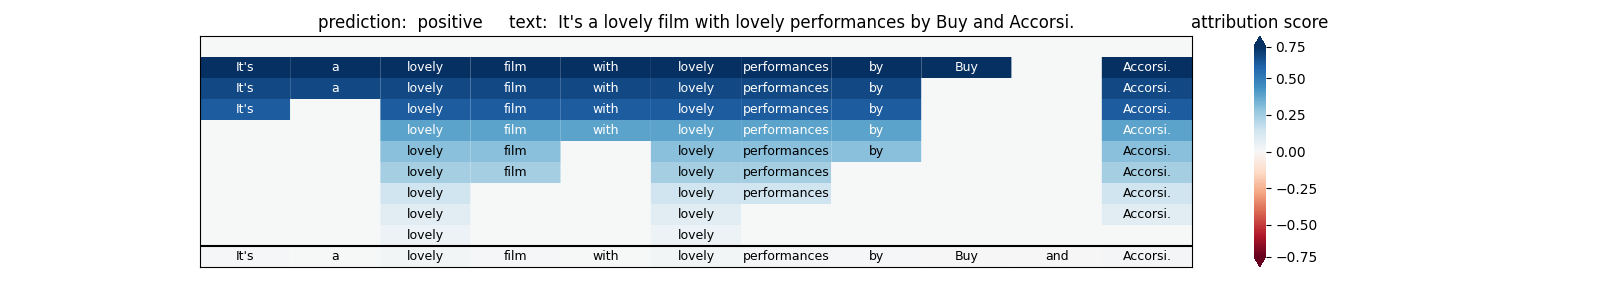 prediction:  positive     text:  It's a lovely film with lovely performances by Buy and Accorsi.
attribution score
It's a lovely film with lovely performances by Buy Accorsi.
It's a lovely film with lovely performances by Accorsi.
It's lovely film with lovely performances by Accorsi.
lovely film with lovely performances by Accorsi.
lovely film lovely performances by Accorsi.
lovely film lovely performances Accorsi.
lovely lovely performances Accorsi.
lovely lovely Accorsi.
lovely lovely
It's a lovely film with lovely performances by Buy and Accorsi.
0.75
0.50
0.25
0.00
−0.25
−0.50
−0.75